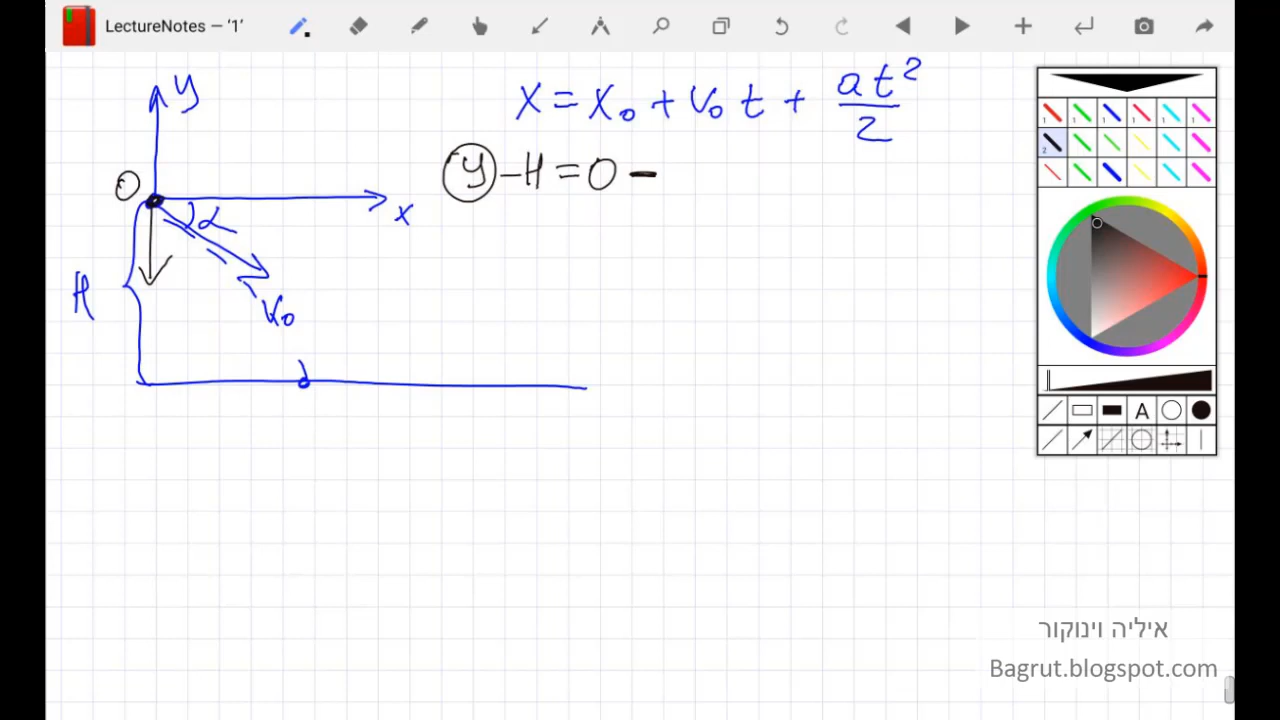 LectureNotes – ‘1’
y
x = x₀ + v₀ t + at²/2
(y) -H = 0 -
O
α
x
H
v₀
A
איליה וינוקור
Bagrut.blogspot.com